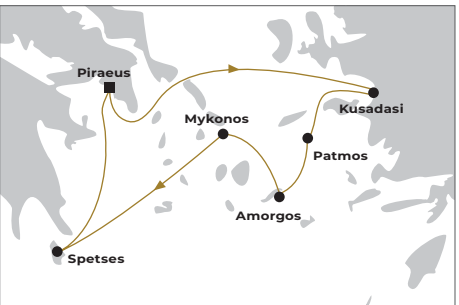 Piraeus
Mykonos
Kusadasi
Patmos
Amorgos
Spetses